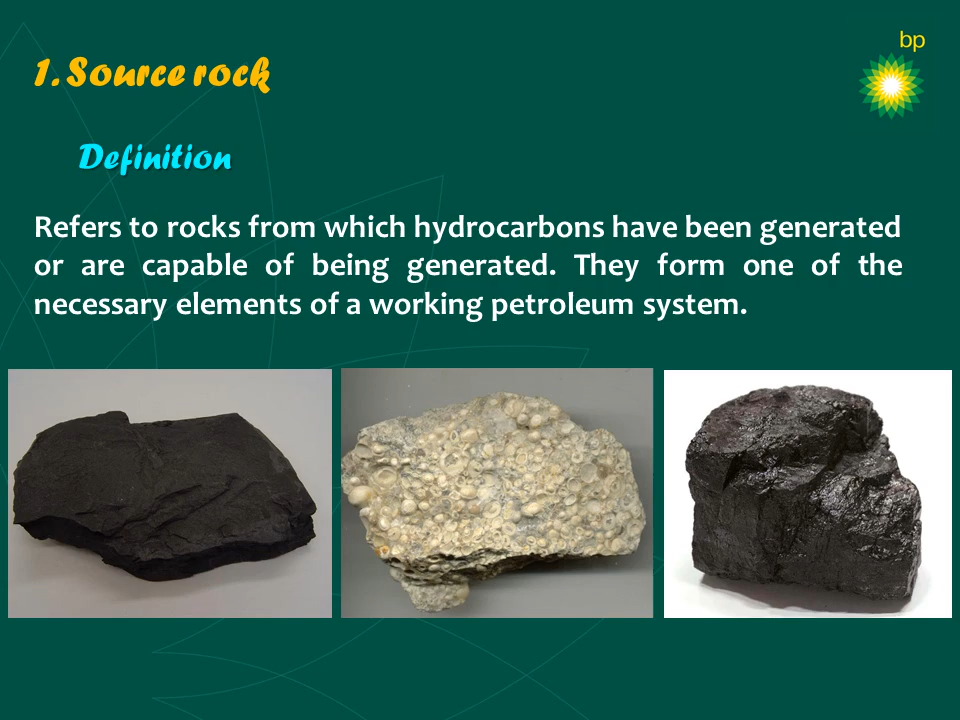 bp
1. Source rock
Definition
Refers to rocks from which hydrocarbons have been generated
or are capable of being generated. They form one of the
necessary elements of a working petroleum system.